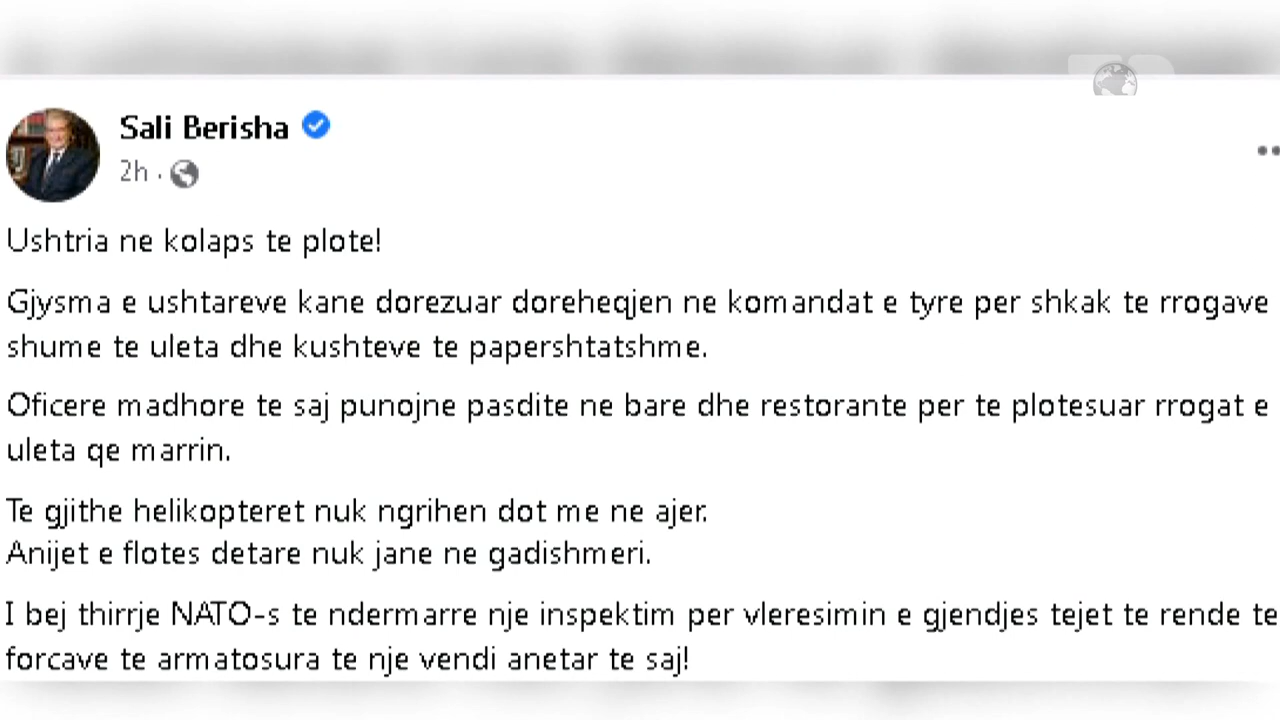 Sali Berisha
2h ·
Ushtria ne kolaps te plote!
Gjysma e ushtareve kane dorezuar doreheqjen ne komandat e tyre per shkak te rrogave
shume te uleta dhe kushteve te papershtatshme.
Oficere madhore te saj punojne pasdite ne bare dhe restorante per te plotesuar rrogat e
uleta qe marrin.
Te gjithe helikopteret nuk ngrihen dot me ne ajer.
Anijet e flotes detare nuk jane ne gadishmeri.
I bej thirrje NATO-s te ndermarre nje inspektim per vleresimin e gjendjes tejet te rende te
forcave te armatosura te nje vendi anetar te saj!